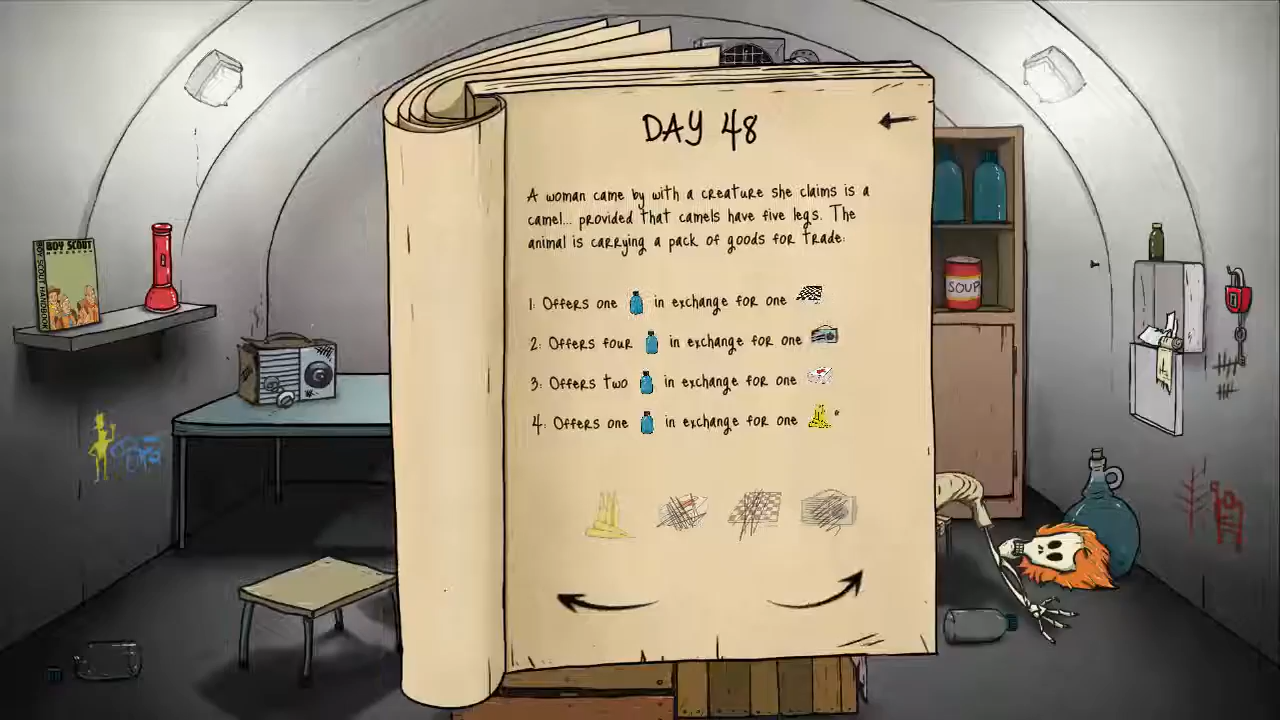 DAY 48
A woman came by with a creature she claims is a
camel... provided that camels have five legs. The
animal is carrying a pack of goods for trade:
1: Offers one in exchange for one
2: Offers four in exchange for one
3: Offers two in exchange for one
4: Offers one in exchange for one
BOY SCOUT
BOY SCOUT HANDBOOK
SOUP